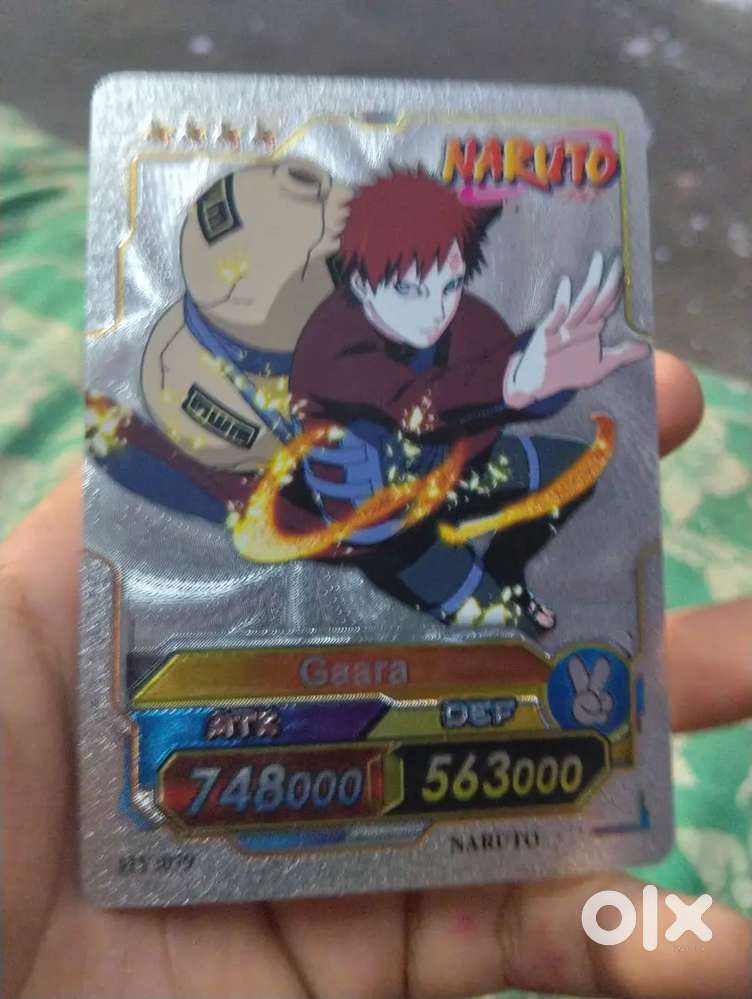 NARUTO
Gaara
ATK DEF
748000 563000
NARUTO
olx